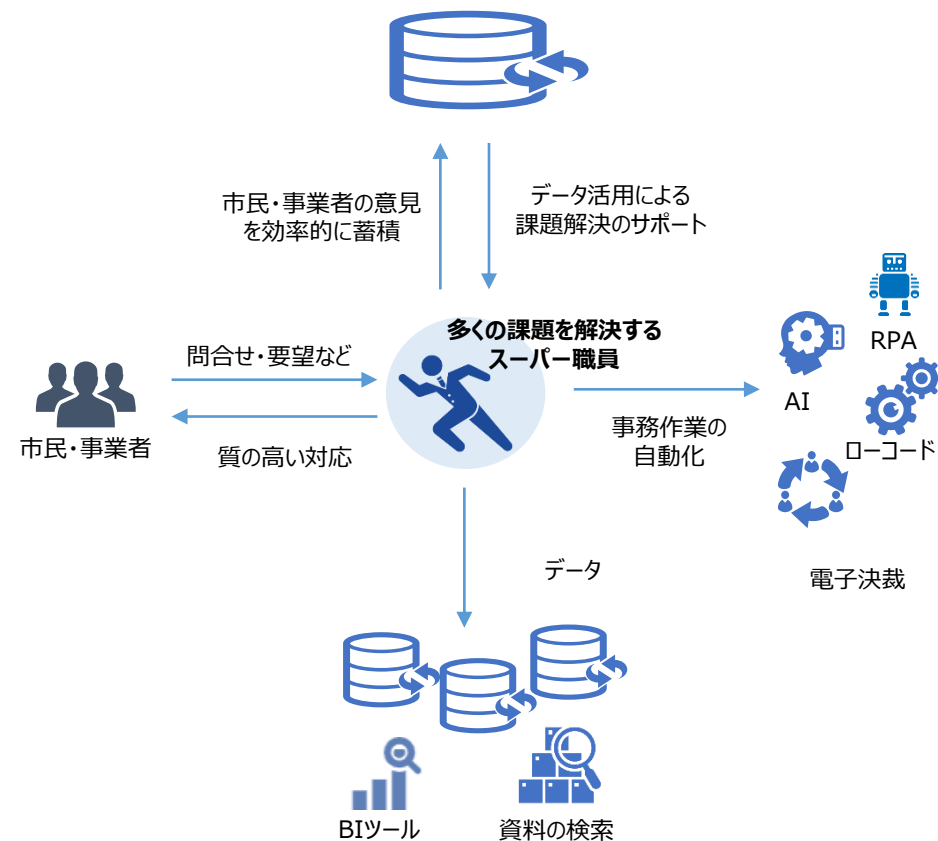 市民・事業者の意見
を効率的に蓄積
データ活用による
課題解決のサポート
多くの課題を解決する
スーパー職員
RPA
問合せ・要望など
AI
市民・事業者
質の高い対応
事務作業の
自動化
ローコード
データ
電子決裁
BIツール
資料の検索